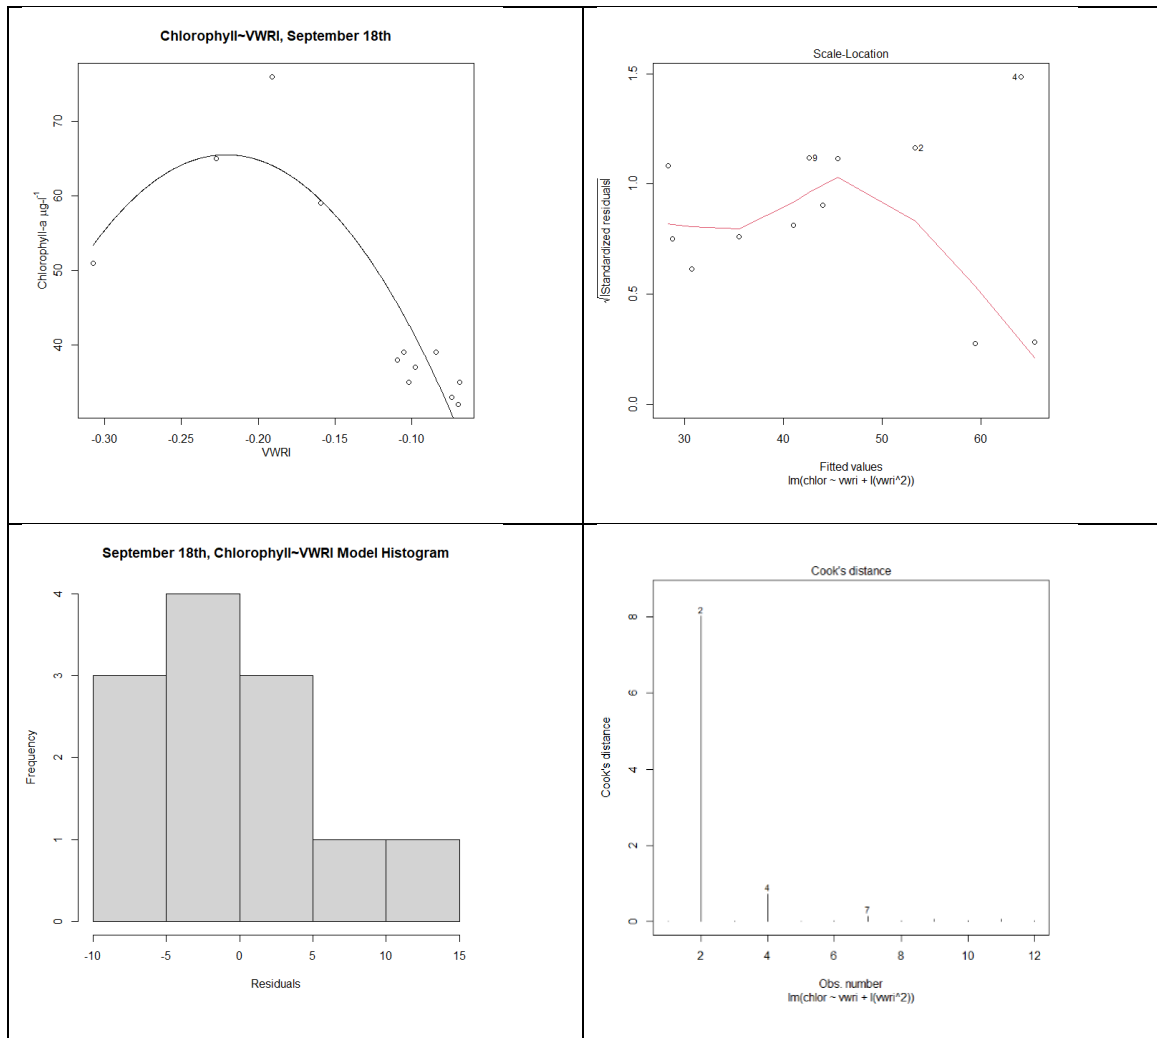 Chlorophyll~VWRI, September 18th
Chlorophyll-a µg-l⁻¹
70
60
50
40
-0.30 -0.25 -0.20 -0.15 -0.10
VWRI
Scale-Location
√|Standardized residuals|
1.5
1.0
0.5
0.0
4
2
9
30 40 50 60
Fitted values
lm(chlor ~ vwri + I(vwri^2))
September 18th, Chlorophyll~VWRI Model Histogram
Frequency
4
3
2
1
0
-10 -5 0 5 10 15
Residuals
Cook's distance
Cook's distance
8
6
4
2
0
2
4
7
2 4 6 8 10 12
Obs. number
lm(chlor ~ vwri + I(vwri^2))